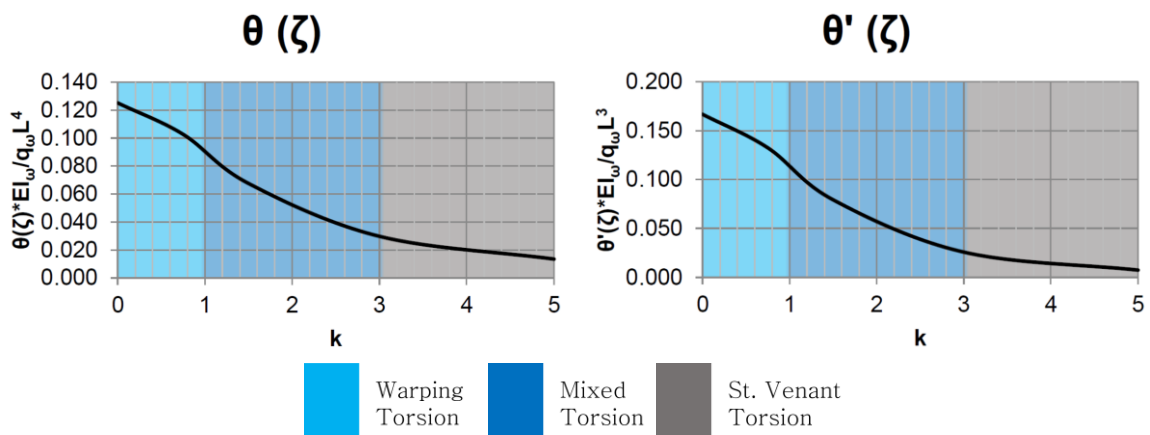 θ (ζ)
0.140
0.120
0.100
0.080
0.060
0.040
0.020
0.000
θ(ζ)*EIω/qωL⁴
0 1 2 3 4 5
k
θ' (ζ)
0.200
0.150
0.100
0.050
0.000
θ'(ζ)*EIω/qωL³
0 1 2 3 4 5
k
Warping
Torsion
Mixed
Torsion
St. Venant
Torsion